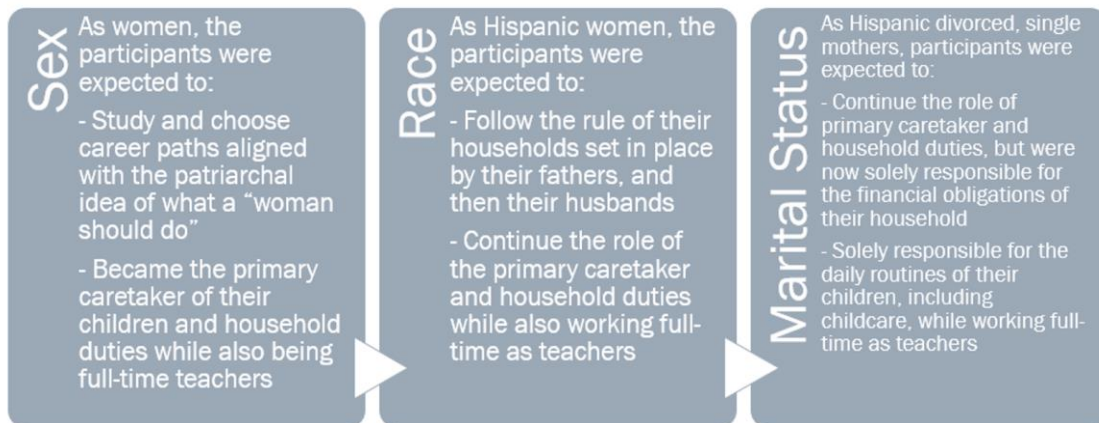 Sex
As women, the
participants were
expected to:
- Study and choose
career paths aligned
with the patriarchal
idea of what a “woman
should do”
- Became the primary
caretaker of their
children and household
duties while also being
full-time teachers
Race
As Hispanic women, the
participants were
expected to:
- Follow the rule of their
households set in place
by their fathers, and
then their husbands
- Continue the role of
the primary caretaker
and household duties
while also working full-
time as teachers
Marital Status
As Hispanic divorced, single
mothers, participants were
expected to:
- Continue the role of
primary caretaker and
household duties, but were
now solely responsible for
the financial obligations of
their household
- Solely responsible for the
daily routines of their
children, including
childcare, while working full-
time as teachers